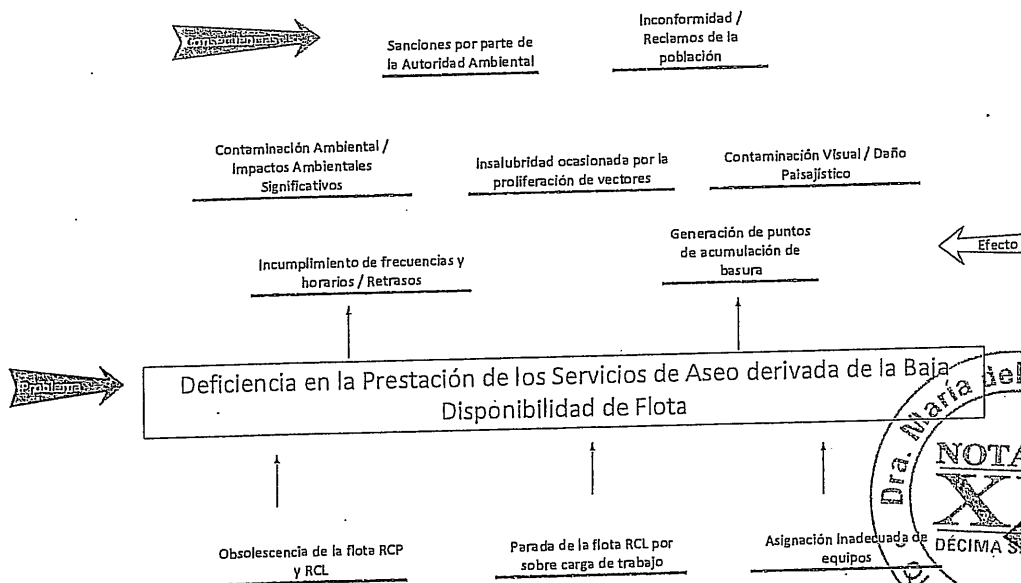 Consecuencias
Sanciones por parte de
la Autoridad Ambiental
Inconformidad /
Reclamos de la
población
Contaminación Ambiental /
Impactos Ambientales
Significativos
Insalubridad ocasionada por la
proliferación de vectores
Contaminación Visual / Daño
Paisajístico
Incumplimiento de frecuencias y
horarios / Retrasos
Generación de puntos
de acumulación de
basura
Efecto
Problema
Deficiencia en la Prestación de los Servicios de Aseo derivada de la Baja
Disponibilidad de Flota
Obsolescencia de la flota RCP
y RCL
Parada de la flota RCL por
sobre carga de trabajo
Asignación Inadecuada de
equipos
Dra. María del
NOTA
X
DÉCIMA S